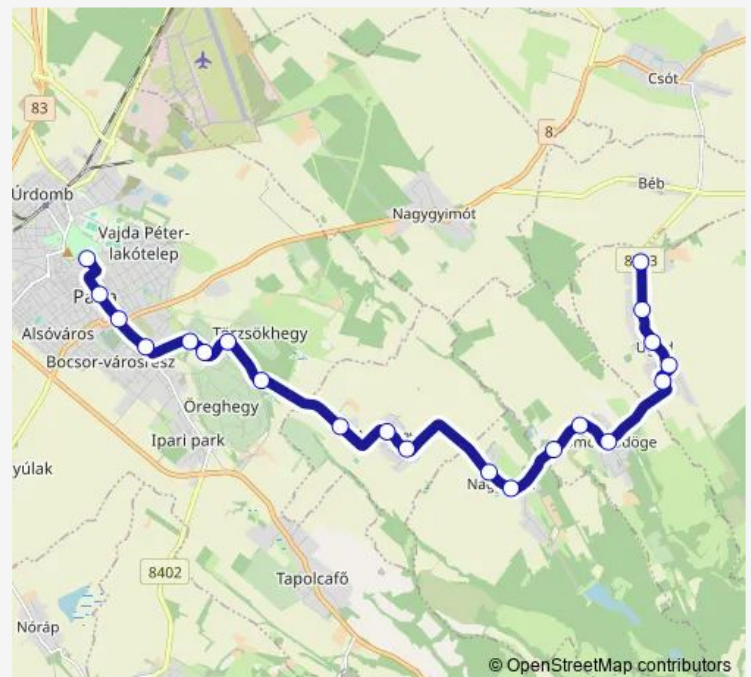 Csót
83
8
Béb
Úrdomb
Nagygyimót
Vajda Péter-
lakótelep
Alsóváros
Törzsökhegy
Bocsor-városrész
Öreghegy
Ipari park
yúlak
8402
Tapolcafő
Nóráp
© OpenStreetMap contributors